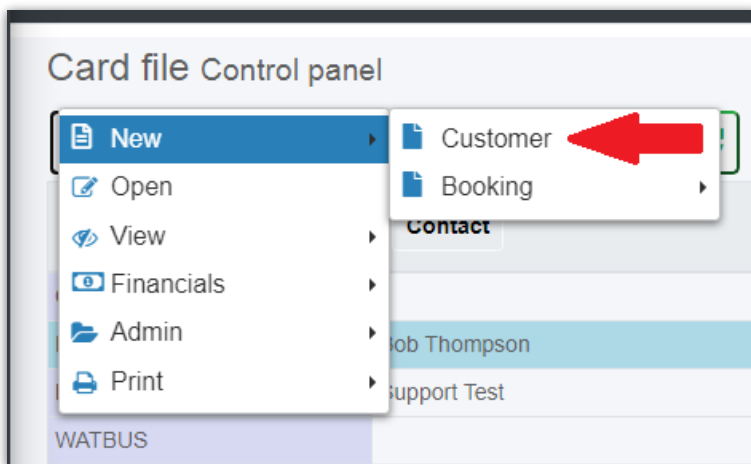 Card file Control panel
New
Customer
Open
Booking
View
Contact
Financials
Admin
Bob Thompson
Print
Support Test
WATBUS